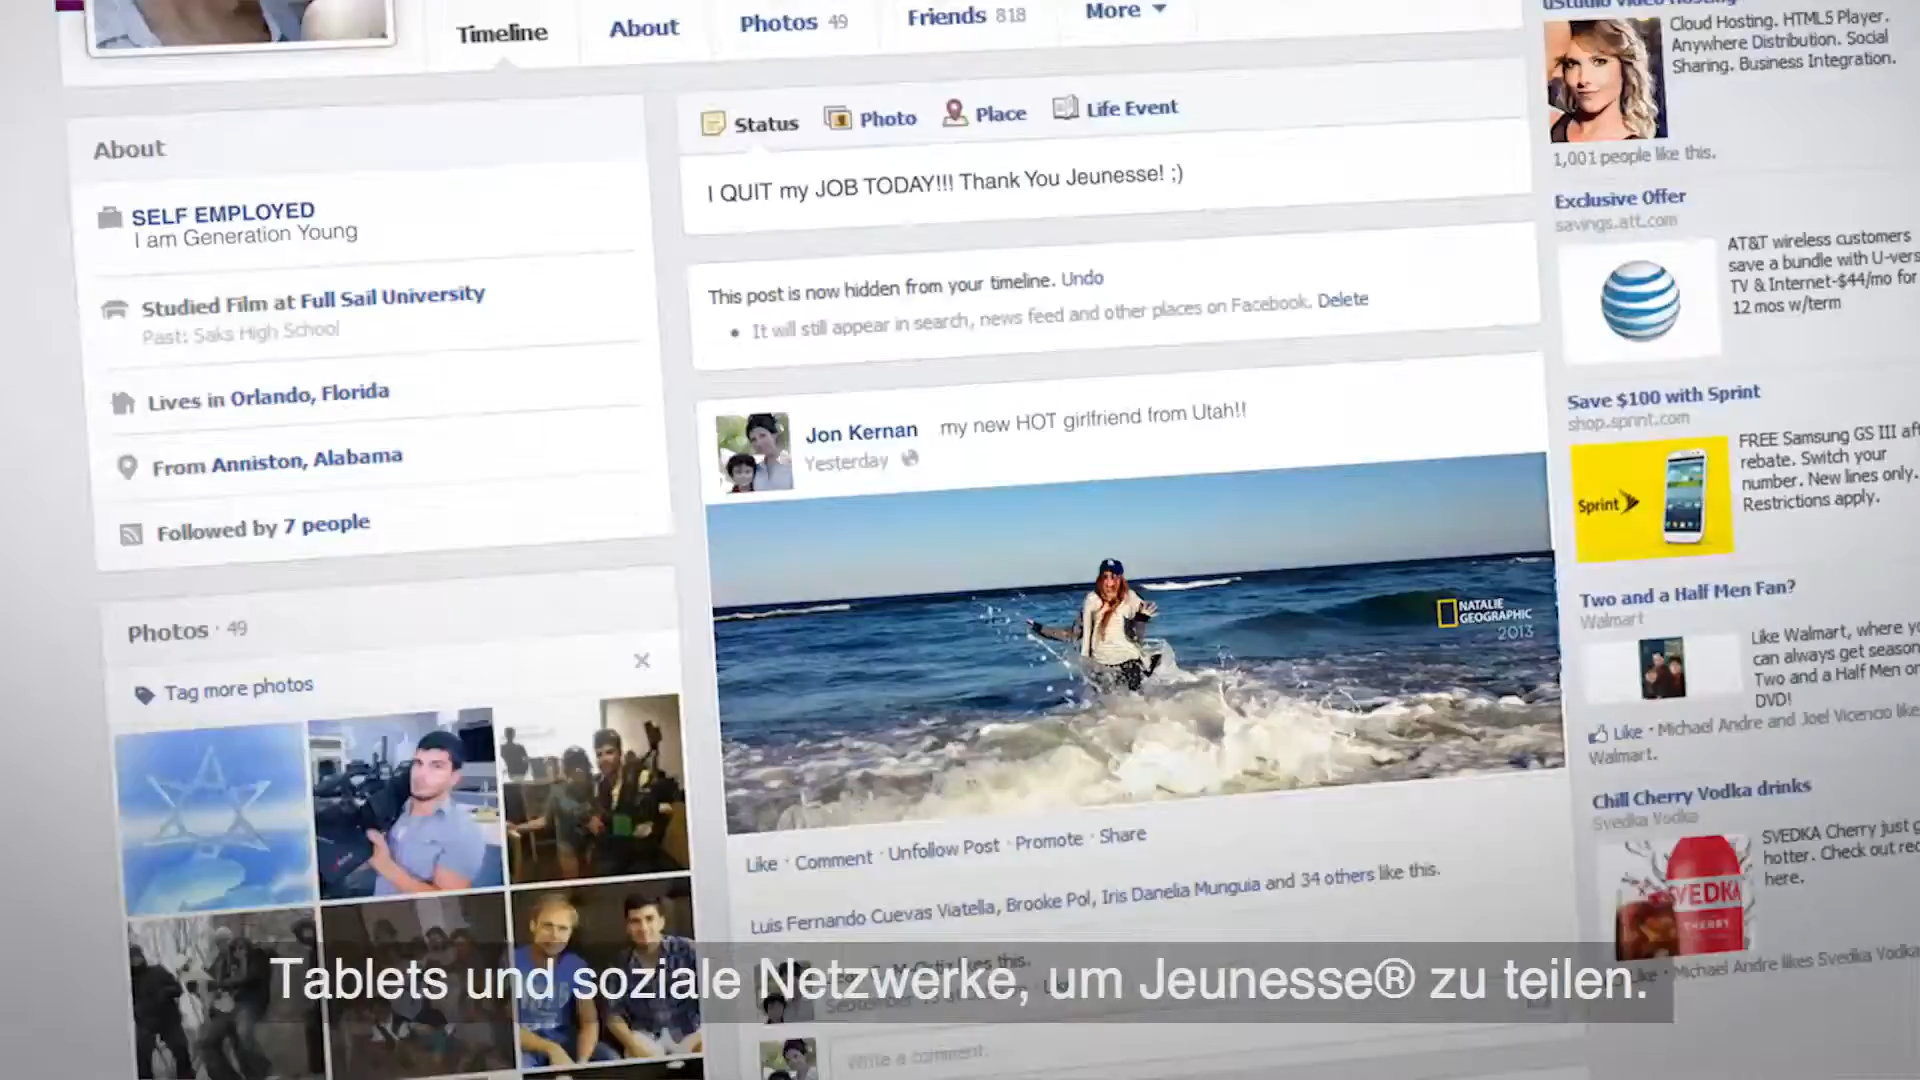 Timeline
About
Photos 49
Friends 818
More
About
SELF EMPLOYED
I am Generation Young
Studied Film at Full Sail University
Past: Saks High School
Lives in Orlando, Florida
From Anniston, Alabama
Followed by 7 people
Photos · 49
Tag more photos
Status
Photo
Place
Life Event
I QUIT my JOB TODAY!!! Thank You Jeunesse! ;)
This post is now hidden from your timeline. Undo
• It will still appear in search, news feed and other places on Facebook. Delete
Jon Kernan my new HOT girlfriend from Utah!!
Yesterday
NATALIE
GEOGRAPHIC
2013
Like · Comment · Unfollow Post · Promote · Share
Luis Fernando Cuevas Viatella, Brooke Pol, Iris Danelia Munguia and 34 others like this.
Write a comment.
Cloud Hosting. HTML5 Player.
Anywhere Distribution. Social
Sharing. Business Integration.
1,001 people like this.
Exclusive Offer
savings.att.com
AT&T wireless customers
save a bundle with U-vers
TV & Internet-$44/mo for
12 mos w/term
Save $100 with Sprint
shop.sprint.com
Sprint
FREE Samsung GS III aft
rebate. Switch your
number. New lines only.
Restrictions apply.
Two and a Half Men Fan?
Walmart
Like Walmart, where yo
can always get season
Two and a Half Men on
DVD!
Like · Michael Andre and Joel Vicencio like
Walmart.
Chill Cherry Vodka drinks
Svedka Vodka
SVEDKA
CHERRY
SVEDKA Cherry just g
hotter. Check out rec
here.
Like · Michael Andre likes Svedka Vodka
Tablets und soziale Netzwerke, um Jeunesse® zu teilen.